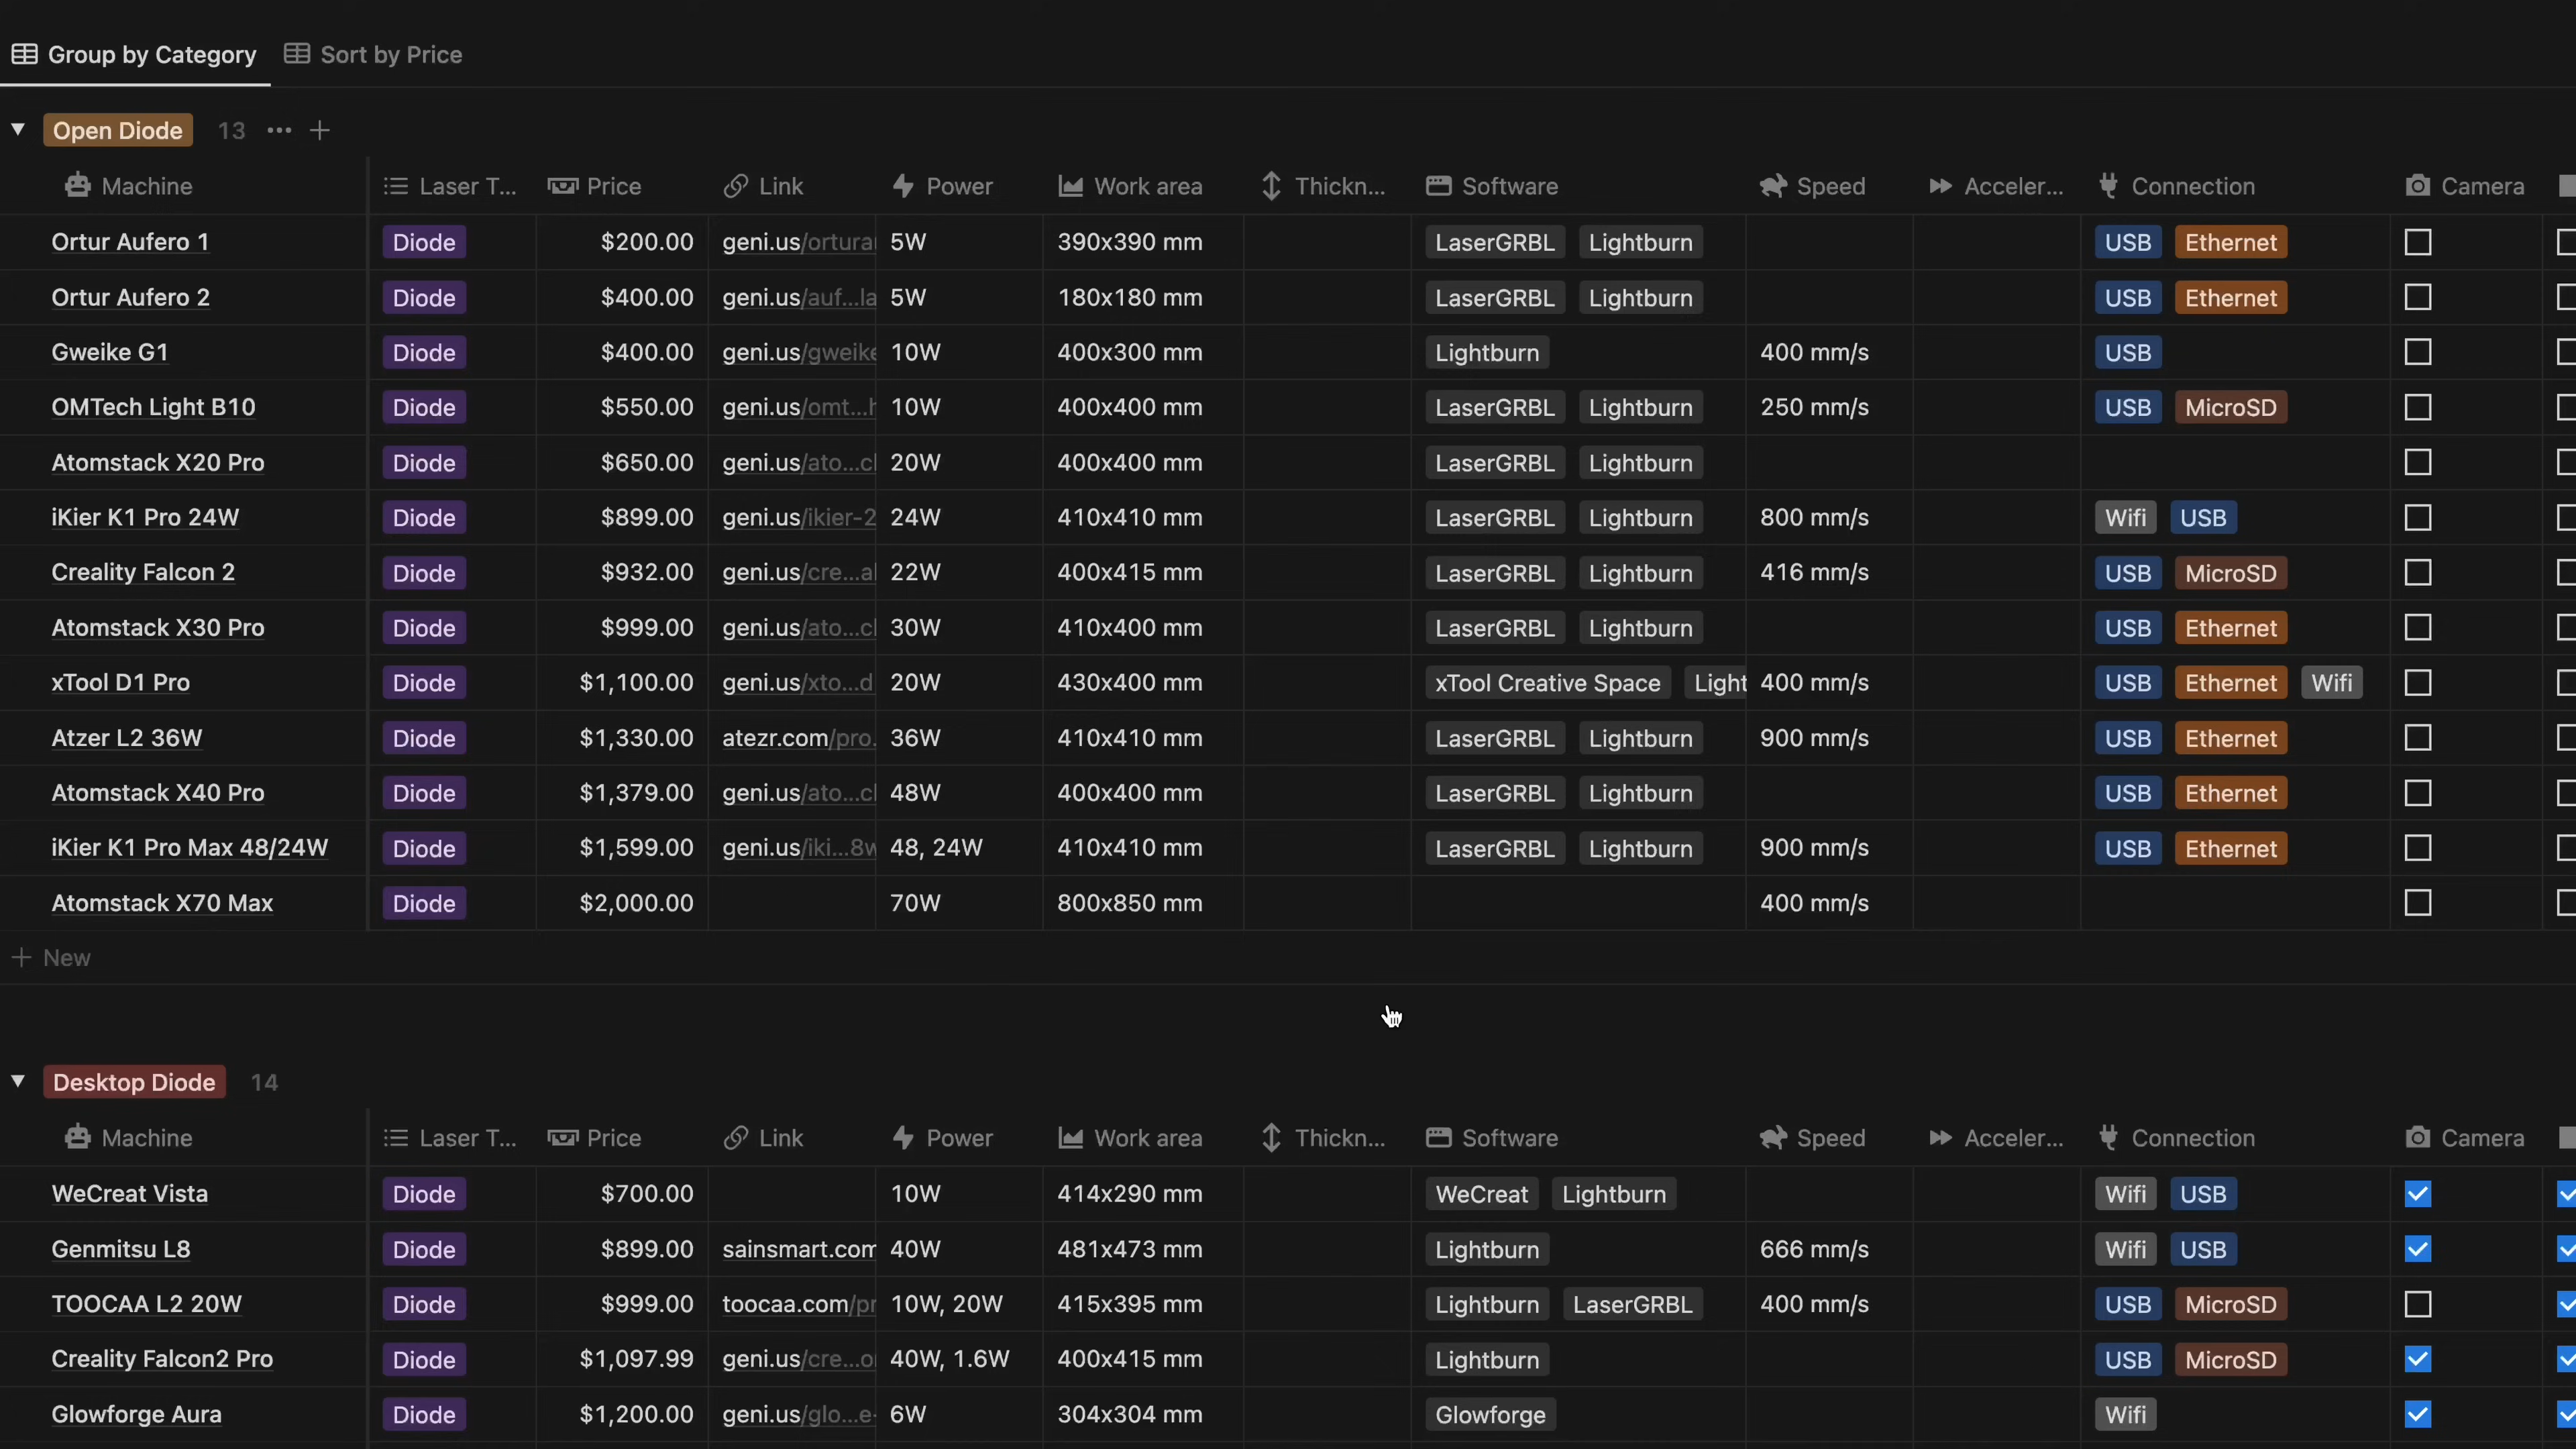 Group by Category Sort by Price
Open Diode 13
Machine Laser T... Price Link Power Work area Thickn... Software Speed Acceler... Connection Camera
Ortur Aufero 1 Diode $200.00 geni.us/ortura 5W 390x390 mm LaserGRBL Lightburn USB Ethernet
Ortur Aufero 2 Diode $400.00 geni.us/auf...la 5W 180x180 mm LaserGRBL Lightburn USB Ethernet
Gweike G1 Diode $400.00 geni.us/gweike 10W 400x300 mm Lightburn 400 mm/s USB
OMTech Light B10 Diode $550.00 geni.us/omt...h 10W 400x400 mm LaserGRBL Lightburn 250 mm/s USB MicroSD
Atomstack X20 Pro Diode $650.00 geni.us/ato...cl 20W 400x400 mm LaserGRBL Lightburn
iKier K1 Pro 24W Diode $899.00 geni.us/ikier-2 24W 410x410 mm LaserGRBL Lightburn 800 mm/s Wifi USB
Creality Falcon 2 Diode $932.00 geni.us/cre...al 22W 400x415 mm LaserGRBL Lightburn 416 mm/s USB MicroSD
Atomstack X30 Pro Diode $999.00 geni.us/ato...cl 30W 410x400 mm LaserGRBL Lightburn USB Ethernet
xTool D1 Pro Diode $1,100.00 geni.us/xto...d 20W 430x400 mm xTool Creative Space Light 400 mm/s USB Ethernet Wifi
Atzer L2 36W Diode $1,330.00 atezr.com/pro. 36W 410x410 mm LaserGRBL Lightburn 900 mm/s USB Ethernet
Atomstack X40 Pro Diode $1,379.00 geni.us/ato...cl 48W 400x400 mm LaserGRBL Lightburn USB Ethernet
iKier K1 Pro Max 48/24W Diode $1,599.00 geni.us/iki...8w 48, 24W 410x410 mm LaserGRBL Lightburn 900 mm/s USB Ethernet
Atomstack X70 Max Diode $2,000.00 70W 800x850 mm 400 mm/s
New
Desktop Diode 14
Machine Laser T... Price Link Power Work area Thickn... Software Speed Acceler... Connection Camera
WeCreat Vista Diode $700.00 10W 414x290 mm WeCreat Lightburn Wifi USB
Genmitsu L8 Diode $899.00 sainsmart.com 40W 481x473 mm Lightburn 666 mm/s Wifi USB
TOOCAA L2 20W Diode $999.00 toocaa.com/pr 10W, 20W 415x395 mm Lightburn LaserGRBL 400 mm/s USB MicroSD
Creality Falcon2 Pro Diode $1,097.99 geni.us/cre...o 40W, 1.6W 400x415 mm Lightburn USB MicroSD
Glowforge Aura Diode $1,200.00 geni.us/glo...e- 6W 304x304 mm Glowforge Wifi